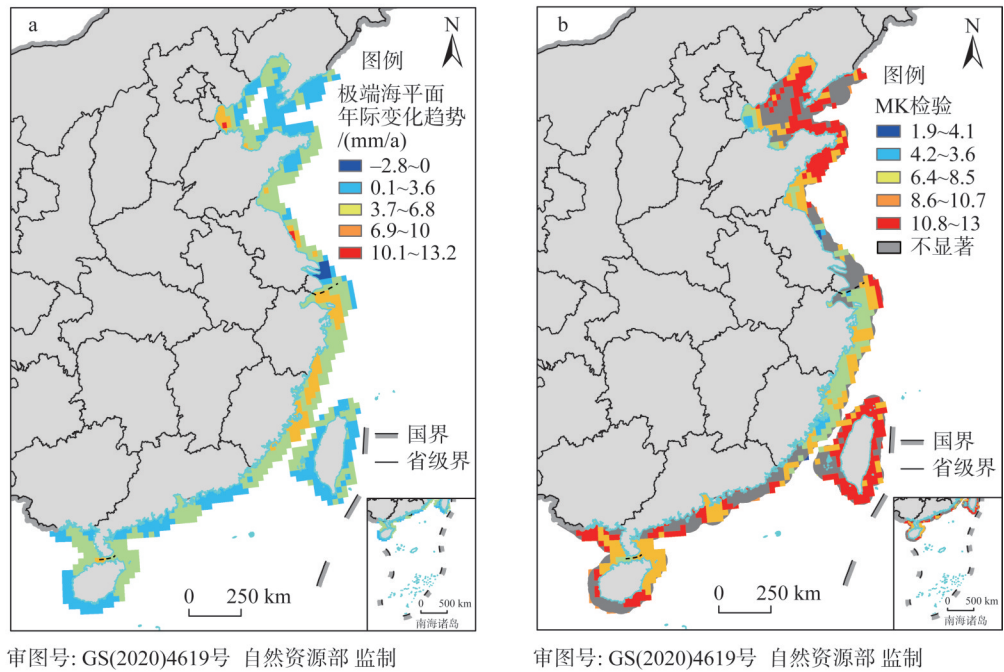 a
N
图例
极端海平面
年际变化趋势
/(mm/a)
−2.8~0
0.1~3.6
3.7~6.8
6.9~10
10.1~13.2
国界
省级界
0 250 km
0 500 km
南海诸岛
审图号: GS(2020)4619号 自然资源部 监制
b
N
图例
MK检验
1.9~4.1
4.2~3.6
6.4~8.5
8.6~10.7
10.8~13
不显著
国界
省级界
0 250 km
0 500 km
南海诸岛
审图号: GS(2020)4619号 自然资源部 监制